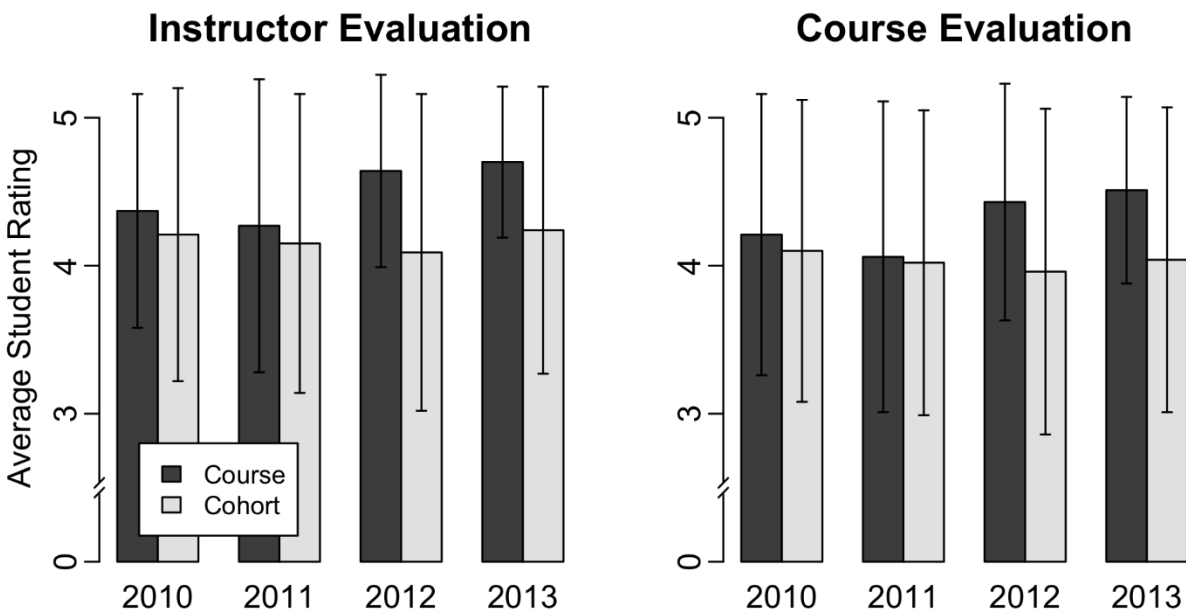 Instructor Evaluation
Average Student Rating
5
4
3
0
Course
Cohort
2010 2011 2012 2013
Course Evaluation
5
4
3
0
2010 2011 2012 2013